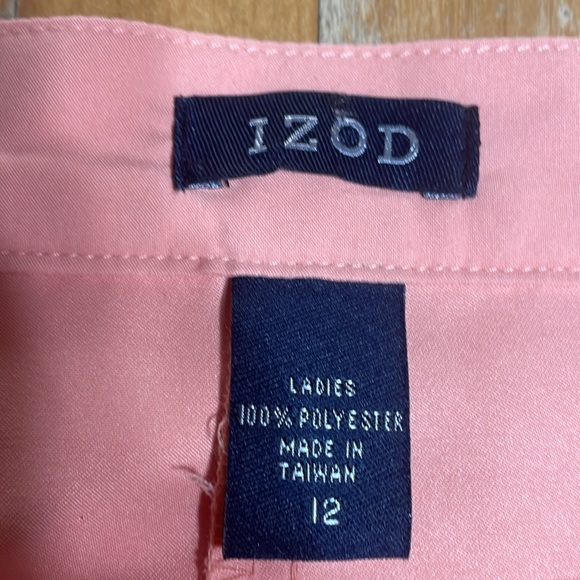 IZOD
LADIES
100% POLYESTER
MADE IN
TAIWAN
12